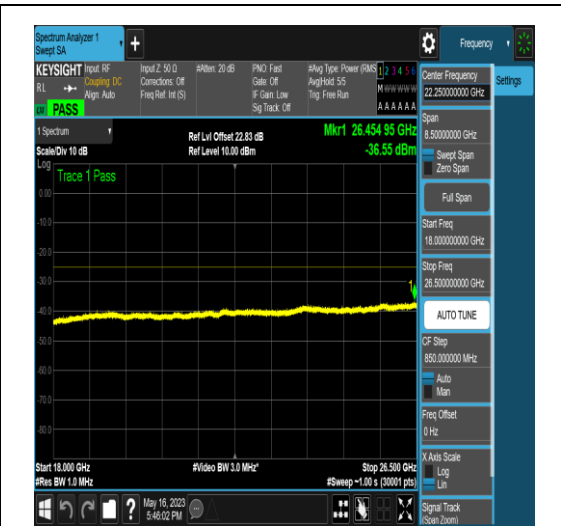 Spectrum Analyzer 1
Swept SA
+
Frequency
KEYSIGHT
RL
PASS
Input: RF
Coupling: DC
Align: Auto
Input Z: 50 Ω
Corrections: Off
Freq Ref: Int (S)
#Atten: 20 dB
PNO: Fast
Gate: Off
IF Gain: Low
Sig Track: Off
#Avg Type: Power (RMS
Avg|Hold: 5/5
Trig: Free Run
1 2 3 4 5 6
M W W W W W
A A A A A A
1 Spectrum
Scale/Div 10 dB
Ref Lvl Offset 22.83 dB
Ref Level 10.00 dBm
Mkr1 26.454 95 GHz
-36.55 dBm
Log
Trace 1 Pass
0.00
-10.0
-20.0
-30.0
-40.0
-50.0
-60.0
-70.0
-80.0
1
Start 18.000 GHz
#Res BW 1.0 MHz
#Video BW 3.0 MHz*
Stop 26.500 GHz
#Sweep ~1.00 s (30001 pts)
Center Frequency
22.250000000 GHz
Settings
Span
8.50000000 GHz
Swept Span
Zero Span
Full Span
Start Freq
18.000000000 GHz
Stop Freq
26.500000000 GHz
AUTO TUNE
CF Step
850.000000 MHz
Auto
Man
Freq Offset
0 Hz
X Axis Scale
Log
Lin
Signal Track
(Span Zoom)
?
May 16, 2023
5:46:02 PM